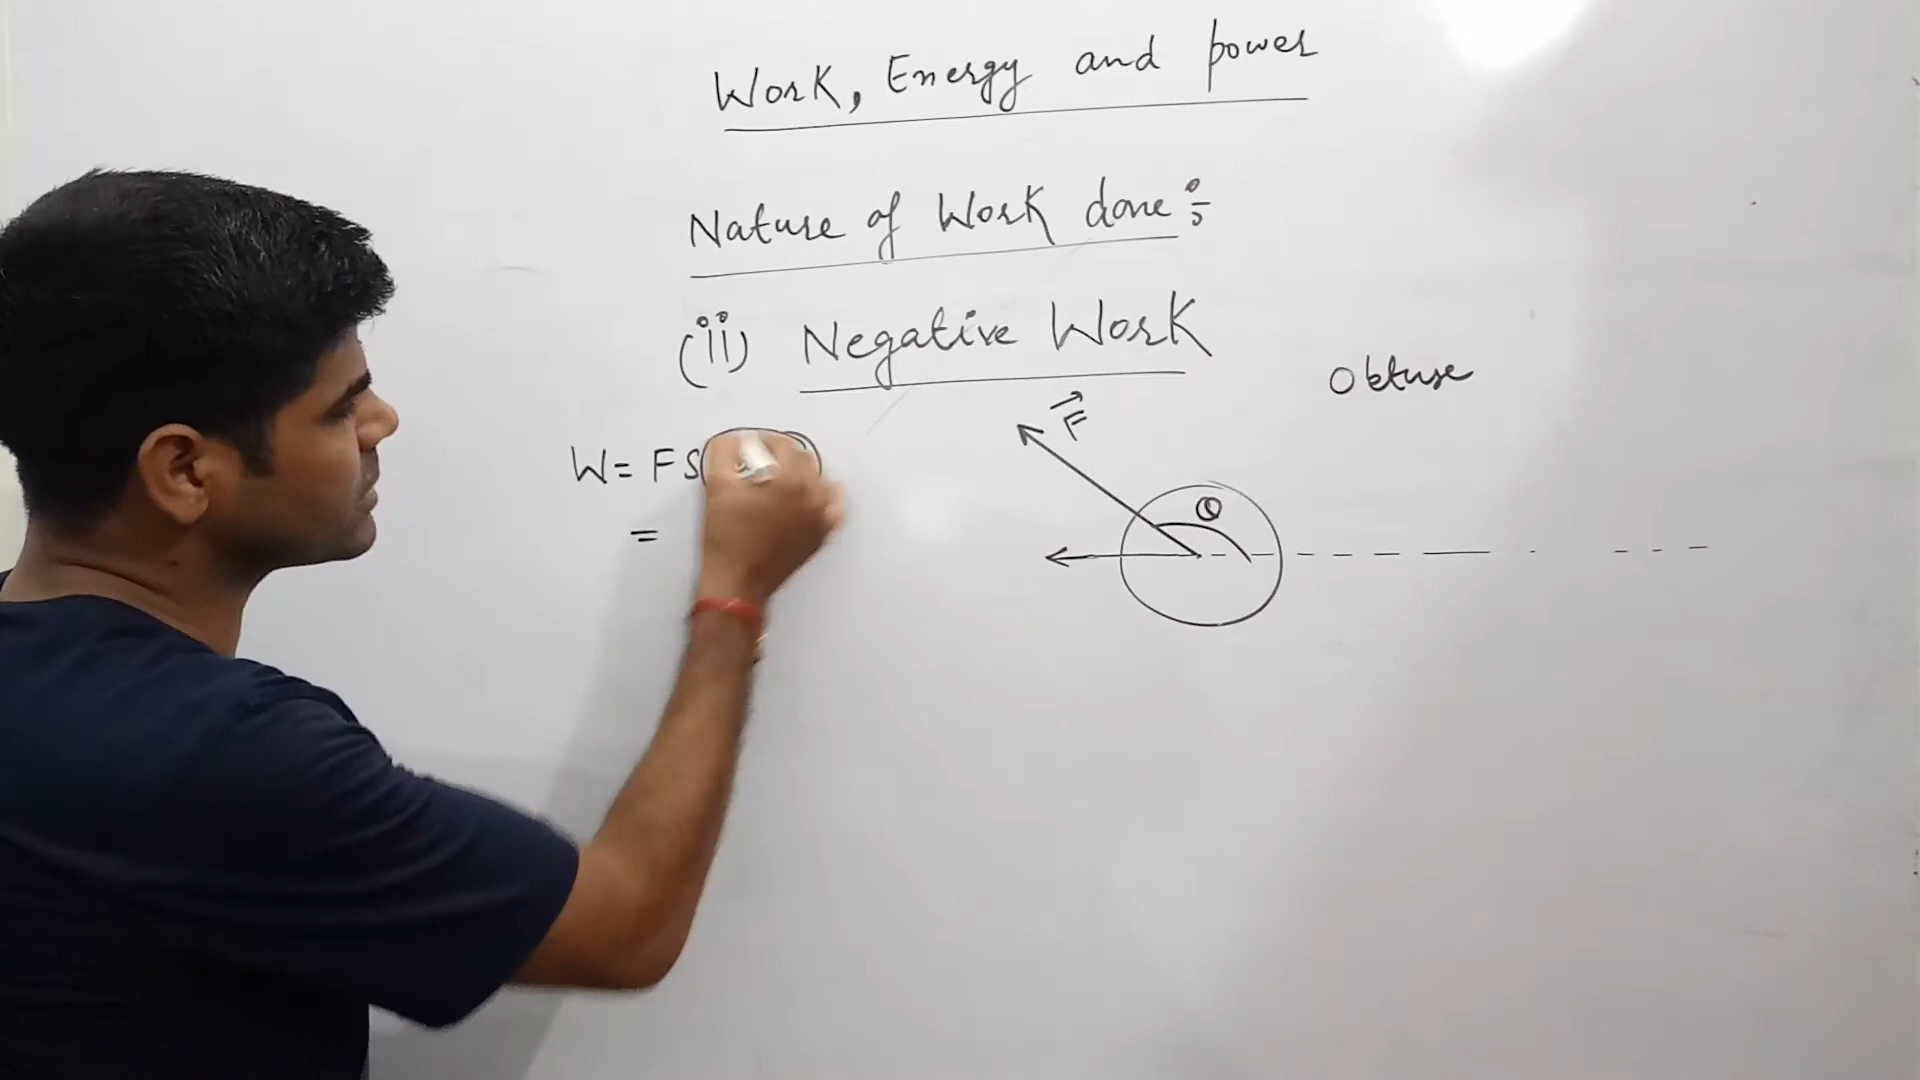 Work, Energy and power
Nature of Work done :-
(ii) Negative Work
Obtuse
F
W= FS
θ
=